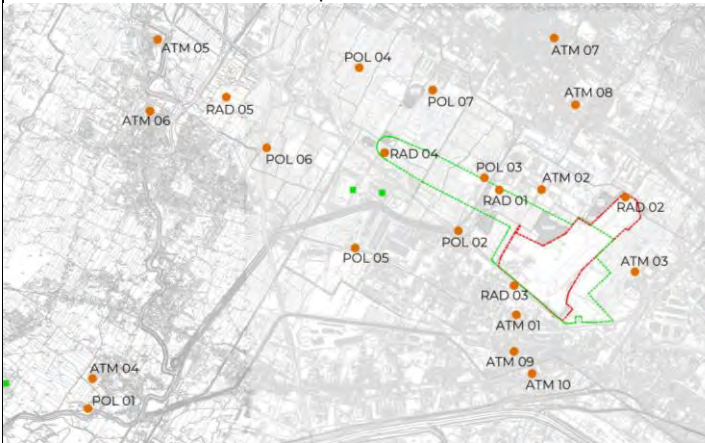 ATM 05
ATM 07
POL 04
POL 07
ATM 08
RAD 05
ATM 06
POL 06
RAD 04
POL 03
RAD 01
ATM 02
RAD 02
POL 02
POL 05
ATM 03
RAD 03
ATM 01
ATM 09
ATM 10
ATM 04
POL 01